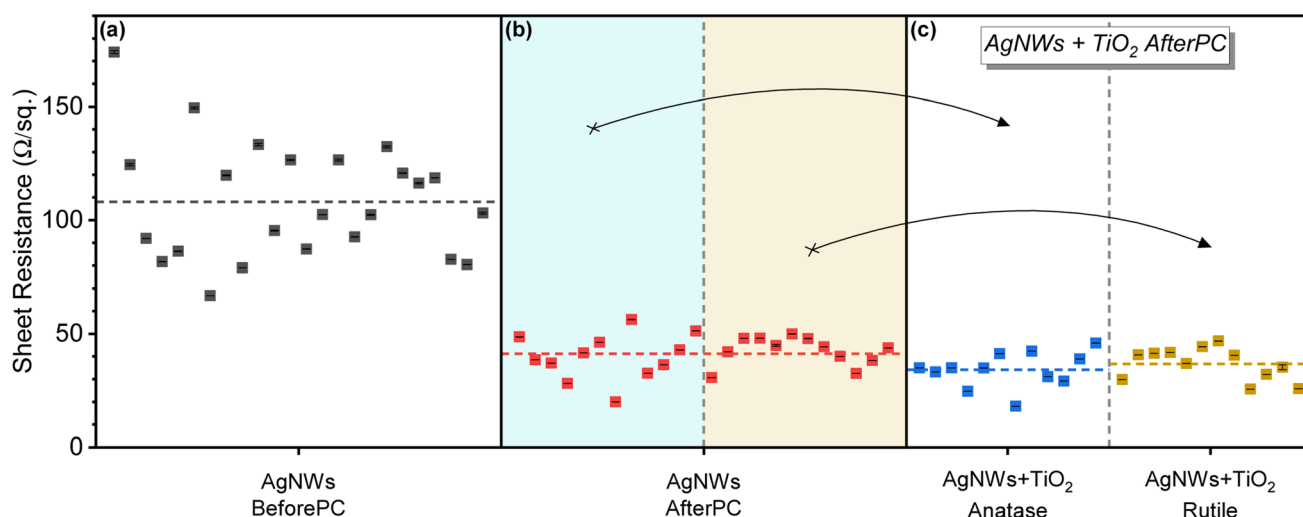 (a)
(b)
(c)
AgNWs + TiO₂ AfterPC
Sheet Resistance (Ω/sq.)
150
100
50
0
AgNWs
BeforePC
AgNWs
AfterPC
AgNWs+TiO₂
Anatase
AgNWs+TiO₂
Rutile